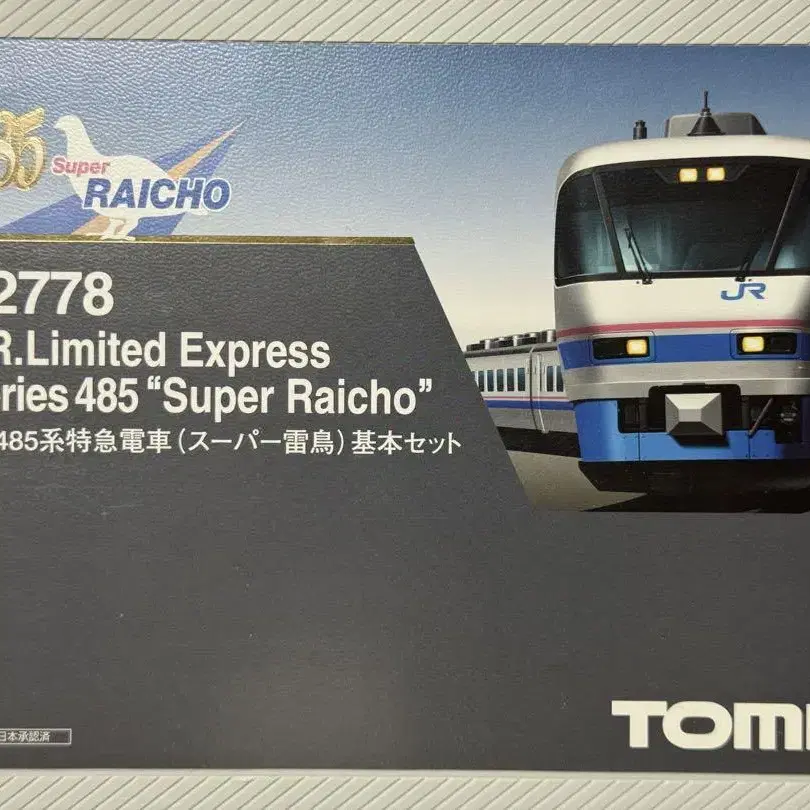 35
Super
RAICHO
2778
R.Limited Express
eries 485 “Super Raicho”
485系特急電車(スーパー雷鳥)基本セット
JR
TOMI
日本承認済